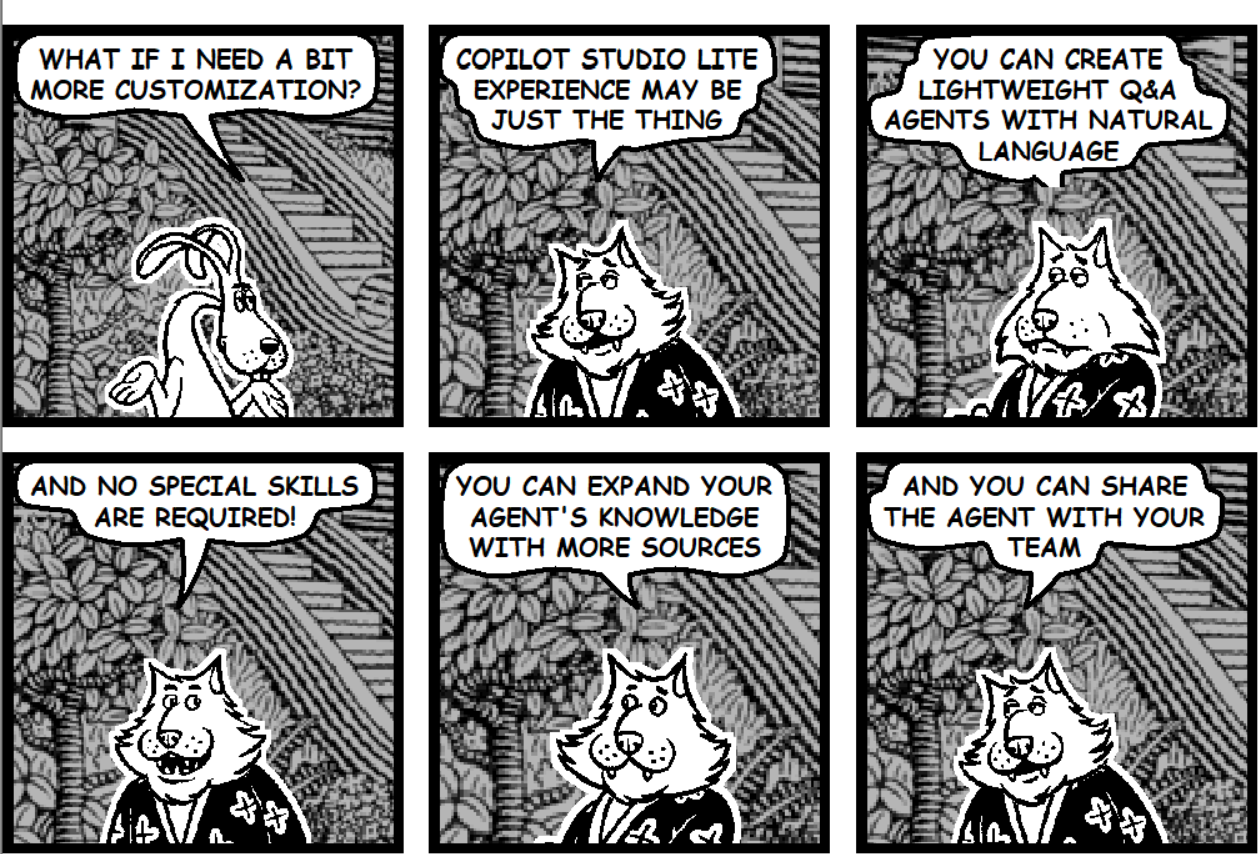 WHAT IF I NEED A BIT
MORE CUSTOMIZATION?
COPILOT STUDIO LITE
EXPERIENCE MAY BE
JUST THE THING
YOU CAN CREATE
LIGHTWEIGHT Q&A
AGENTS WITH NATURAL
LANGUAGE
AND NO SPECIAL SKILLS
ARE REQUIRED!
YOU CAN EXPAND YOUR
AGENT'S KNOWLEDGE
WITH MORE SOURCES
AND YOU CAN SHARE
THE AGENT WITH YOUR
TEAM